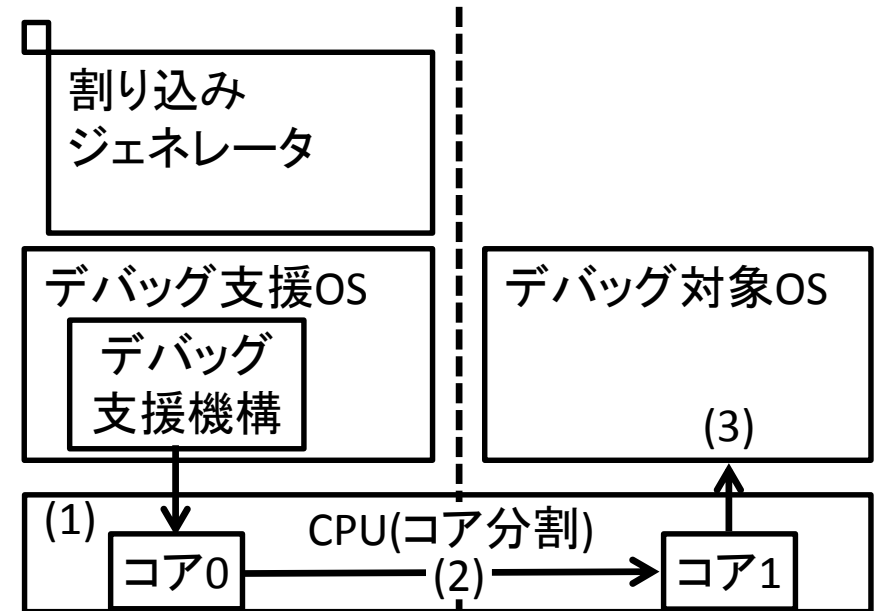 割り込み
ジェネレータ
デバッグ支援OS
デバッグ
支援機構
デバッグ対象OS
(3)
(1)
CPU(コア分割)
コア0
(2)
コア1